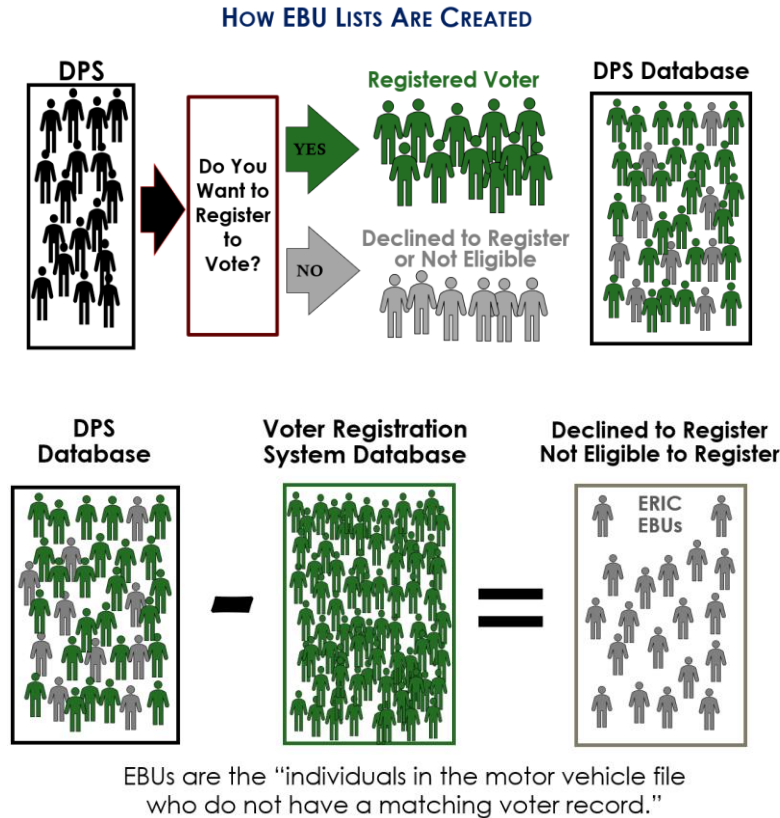 HOW EBU LISTS ARE CREATED
DPS
Do You
Want to
Register
to
Vote?
YES
NO
Registered Voter
Declined to Register
or Not Eligible
DPS Database
DPS
Database
Voter Registration
System Database
Declined to Register
Not Eligible to Register
ERIC
EBUs
EBUs are the “individuals in the motor vehicle file
who do not have a matching voter record.”